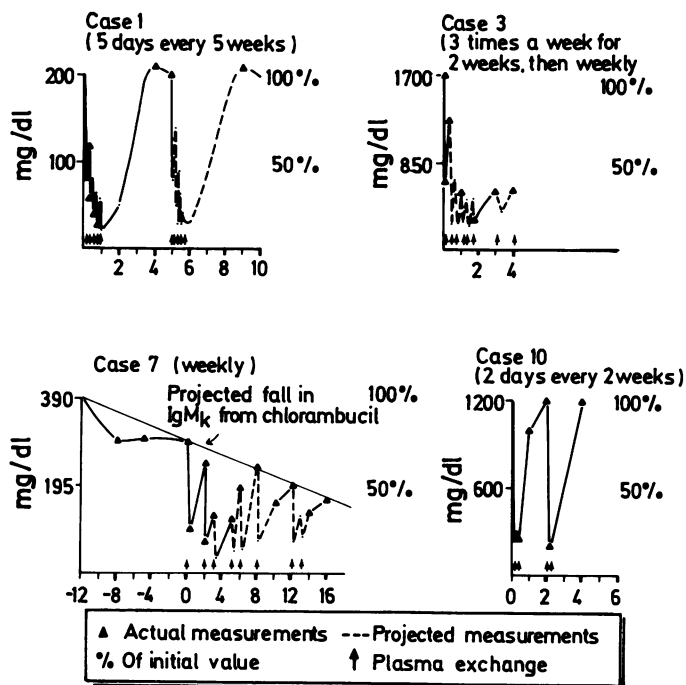 Case 1
(5 days every 5 weeks)
200
100
mg/dl
100%
50%
2 4 6 8 10
Case 3
(3 times a week for
2 weeks, then weekly
1700
850
mg/dl
100%
50%
2 4
Case 7 (weekly)
Projected fall in
IgMK from chlorambucil
390
195
mg/dl
100%
50%
-12 -8 -4 0 4 8 12 16
Case 10
(2 days every 2 weeks)
1200
600
mg/dl
100%
50%
0 2 4 6
▲ Actual measurements --- Projected measurements
% Of initial value ↑ Plasma exchange